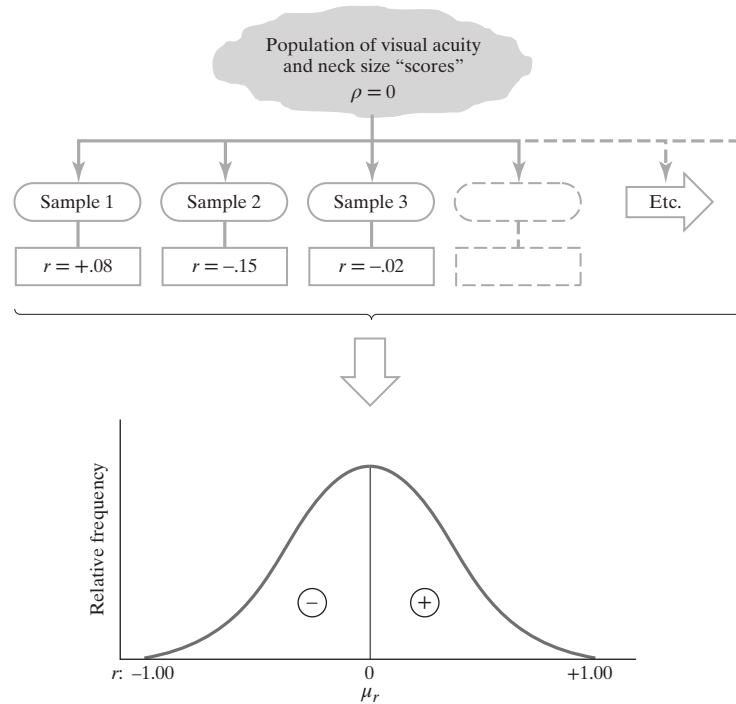 Population of visual acuity
and neck size “scores”
ρ = 0
Sample 1
Sample 2
Sample 3
Etc.
r = +.08
r = –.15
r = –.02
Relative frequency
–
+
r: –1.00
0
+1.00
μr